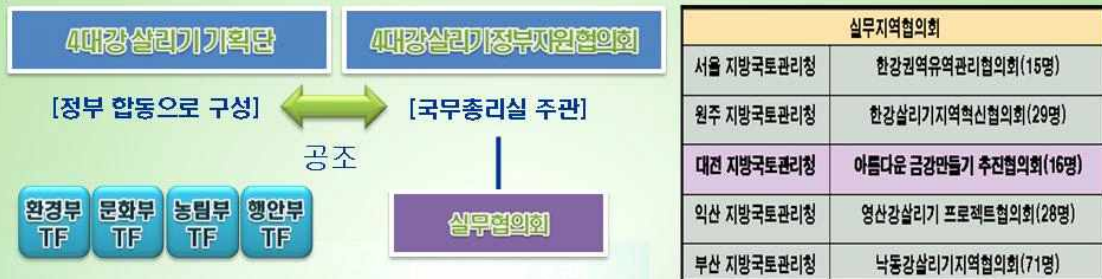 4대강 살리기 기획단
4대강살리기정부지원협의회
[정부 합동으로 구성]
[국무총리실 주관]
공조
환경부
TF
문화부
TF
농림부
TF
행안부
TF
실무협의회
실무지역협의회
서울 지방국토관리청 한강권역유역관리협의회(15명)
원주 지방국토관리청 한강살리기지역혁신협의회(29명)
대전 지방국토관리청 아름다운 금강만들기 추진협의회(16명)
익산 지방국토관리청 영산강살리기 프로젝트협의회(28명)
부산 지방국토관리청 낙동강살리기지역협의회(71명)